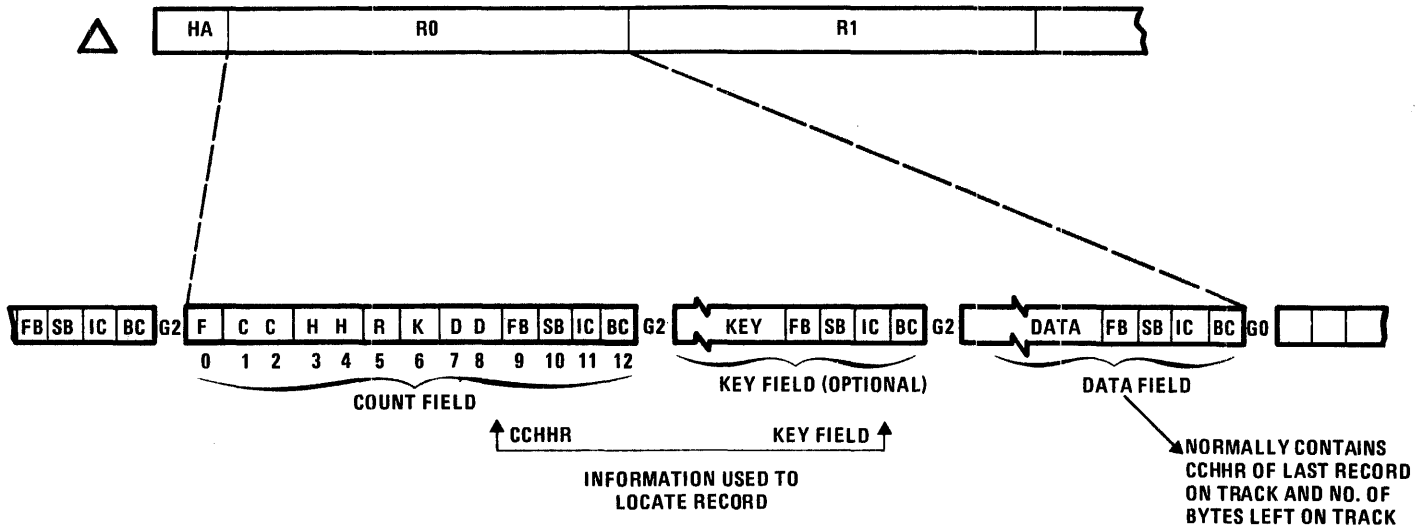 HA R0 R1
FB SB IC BC G2 F C C H H R K D D FB SB IC BC G2 KEY FB SB IC BC G2 DATA FB SB IC BC G0
0 1 2 3 4 5 6 7 8 9 10 11 12
COUNT FIELD
KEY FIELD (OPTIONAL)
DATA FIELD
CCHHR KEY FIELD
INFORMATION USED TO
LOCATE RECORD
NORMALLY CONTAINS
CCHHR OF LAST RECORD
ON TRACK AND NO. OF
BYTES LEFT ON TRACK